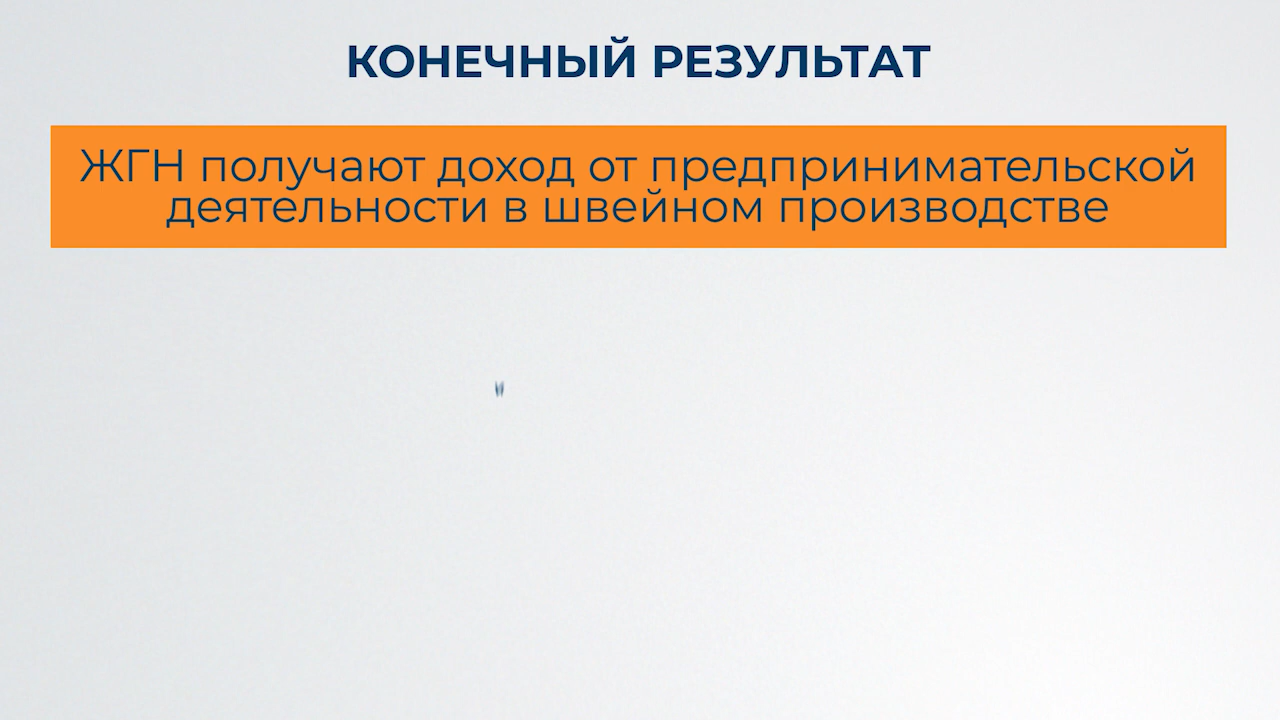 КОНЕЧНЫЙ РЕЗУЛЬТАТ
ЖГН получают доход от предпринимательской
деятельности в швейном производстве